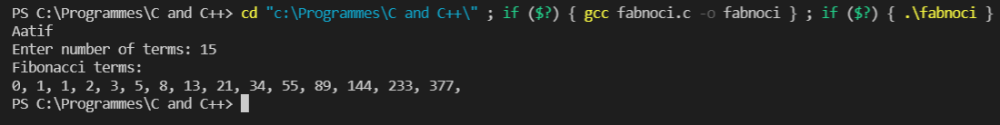 PS C:\Programmes\C and C++> cd "c:\Programmes\C and C++\" ; if ($?) { gcc fabnoci.c -o fabnoci } ; if ($?) { .\fabnoci }
Aatif
Enter number of terms: 15
Fibonacci terms:
0, 1, 1, 2, 3, 5, 8, 13, 21, 34, 55, 89, 144, 233, 377,
PS C:\Programmes\C and C++>